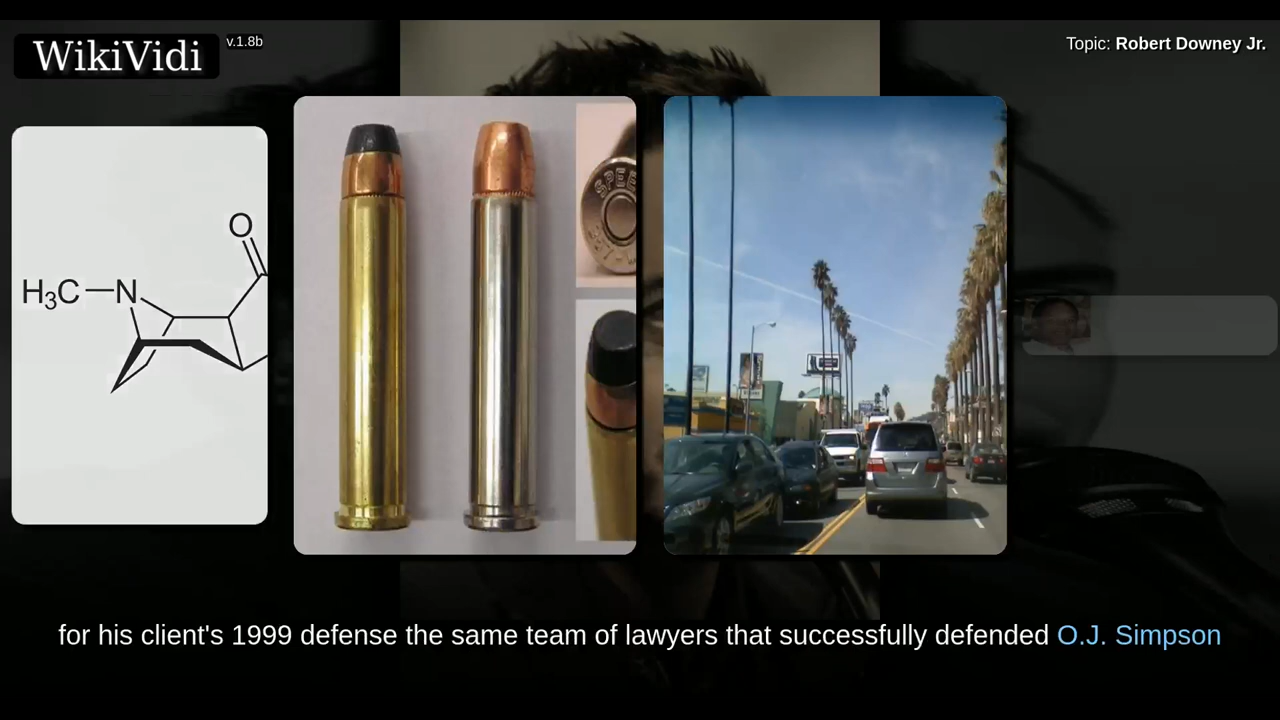 WikiVidi
v.1.8b
Topic: Robert Downey Jr.
O
H₃C
N
SPEE
for his client's 1999 defense the same team of lawyers that successfully defended O.J. Simpson